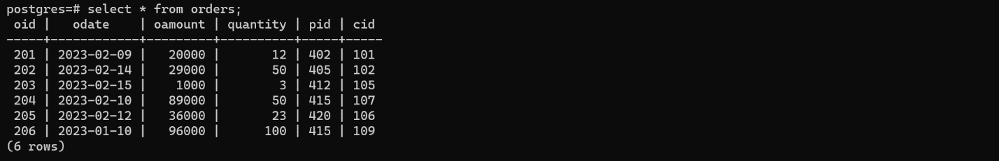 postgres=# select * from orders;
 oid |   odate    | oamount | quantity | pid | cid
-----+------------+---------+----------+-----+-----
 201 | 2023-02-09 |   20000 |       12 | 402 | 101
 202 | 2023-02-14 |   29000 |       50 | 405 | 102
 203 | 2023-02-15 |    1000 |        3 | 412 | 105
 204 | 2023-02-10 |   89000 |       50 | 415 | 107
 205 | 2023-02-12 |   36000 |       23 | 420 | 106
 206 | 2023-01-10 |   96000 |      100 | 415 | 109
(6 rows)